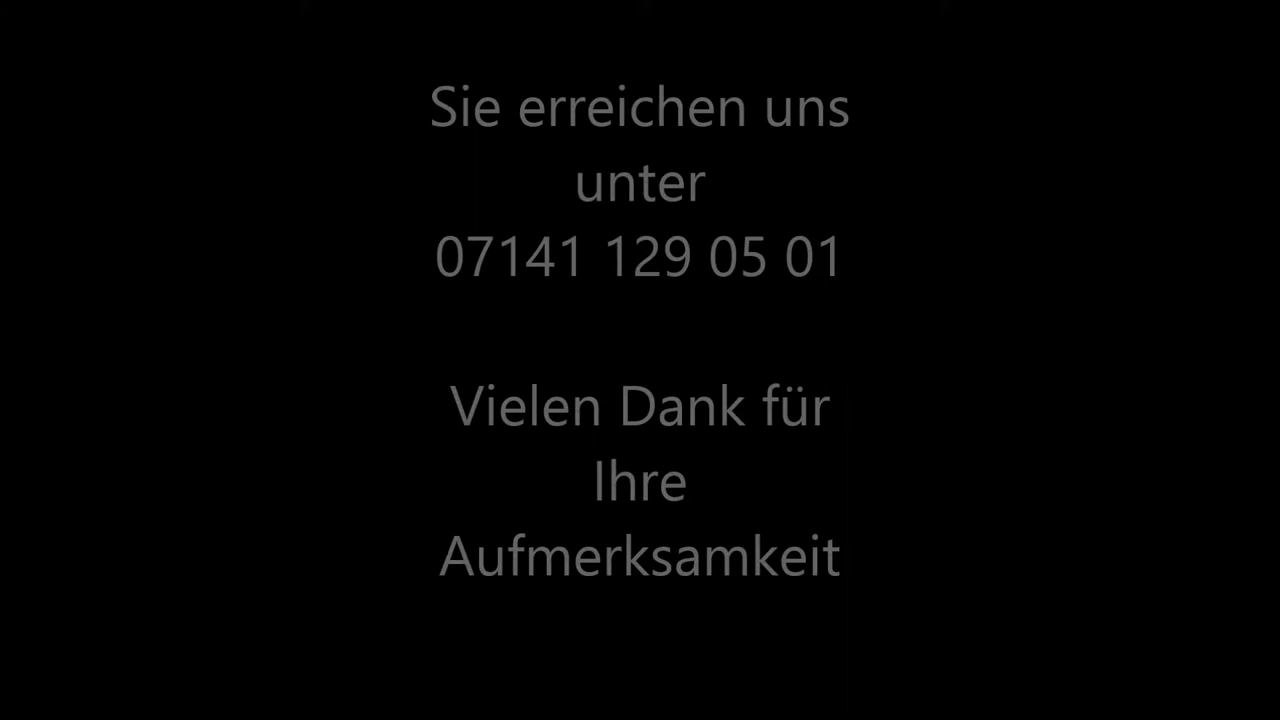 Sie erreichen uns
unter
07141 129 05 01
Vielen Dank für
Ihre
Aufmerksamkeit